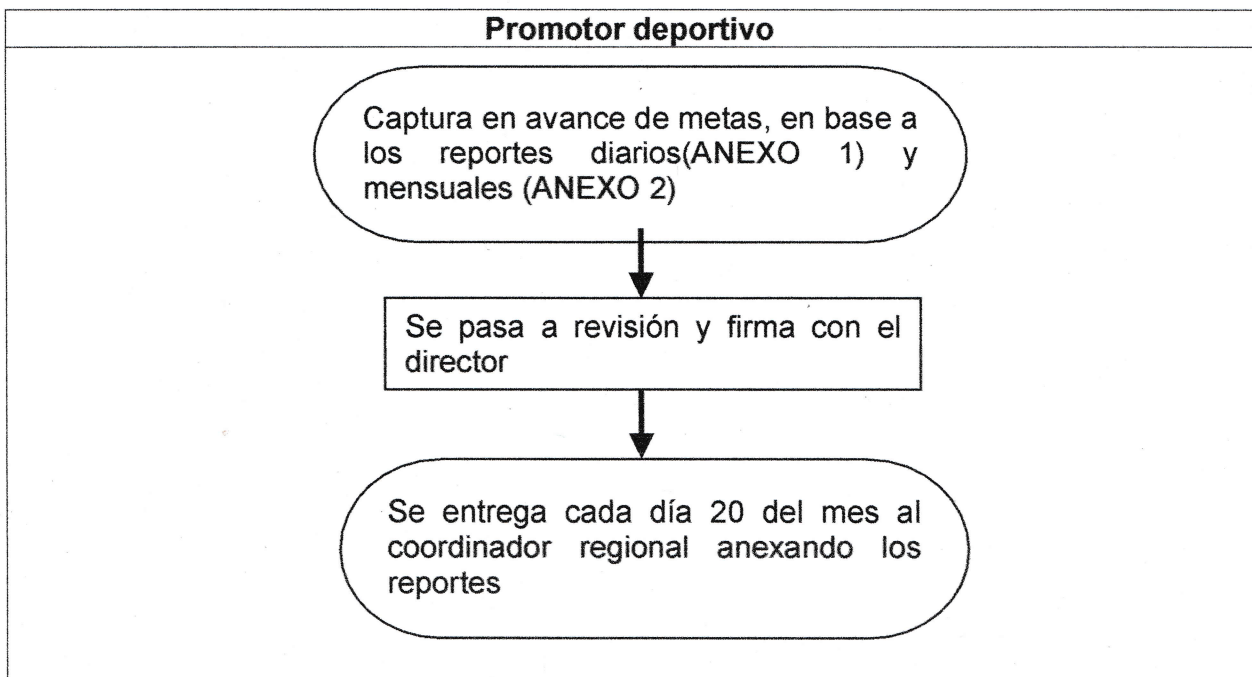 Promotor deportivo
Captura en avance de metas, en base a
los reportes diarios(ANEXO 1) y
mensuales (ANEXO 2)
Se pasa a revisión y firma con el
director
Se entrega cada día 20 del mes al
coordinador regional anexando los
reportes